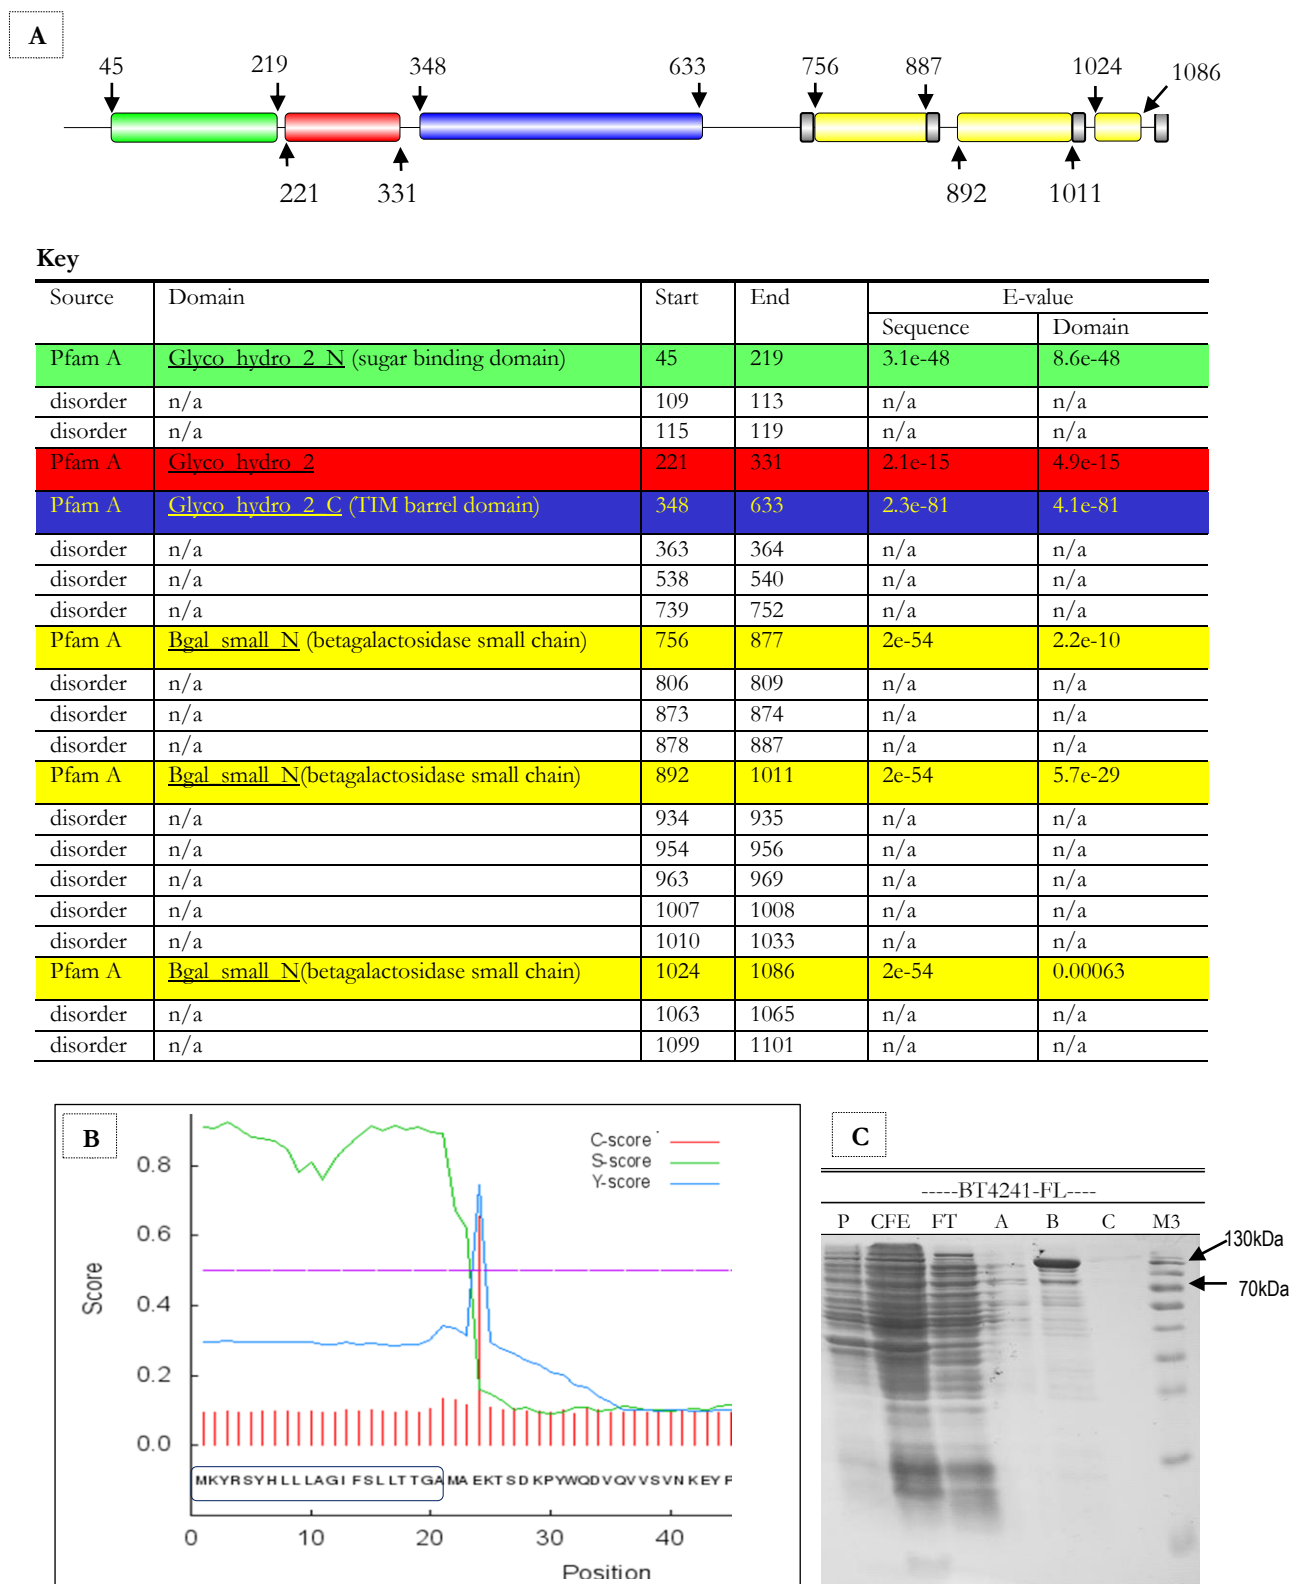 A
45 219 348 633 756 887 1024 1086
221 331 892 1011
Key
Source Domain Start End E-value
Sequence Domain
Pfam A Glyco_hydro_2_N (sugar binding domain) 45 219 3.1e-48 8.6e-48
disorder n/a 109 113 n/a n/a
disorder n/a 115 119 n/a n/a
Pfam A Glyco_hydro_2 221 331 2.1e-15 4.9e-15
Pfam A Glyco_hydro_2_C (TIM barrel domain) 348 633 2.3e-81 4.1e-81
disorder n/a 363 364 n/a n/a
disorder n/a 538 540 n/a n/a
disorder n/a 739 752 n/a n/a
Pfam A Bgal_small_N (betagalactosidase small chain) 756 877 2e-54 2.2e-10
disorder n/a 806 809 n/a n/a
disorder n/a 873 874 n/a n/a
disorder n/a 878 887 n/a n/a
Pfam A Bgal_small_N(betagalactosidase small chain) 892 1011 2e-54 5.7e-29
disorder n/a 934 935 n/a n/a
disorder n/a 954 956 n/a n/a
disorder n/a 963 969 n/a n/a
disorder n/a 1007 1008 n/a n/a
disorder n/a 1010 1033 n/a n/a
Pfam A Bgal_small_N(betagalactosidase small chain) 1024 1086 2e-54 0.00063
disorder n/a 1063 1065 n/a n/a
disorder n/a 1099 1101 n/a n/a
B
C-score
S-score
Y-score
0.8
0.6
0.4
0.2
0.0
Score
MKYRSYHLLLAGIFSLLTTGAMAEKTSDKPYWQDVQVVSVNKEYP
0 10 20 30 40
Position
C
-----BT4241-FL----
P CFE FT A B C M3
130kDa
70kDa